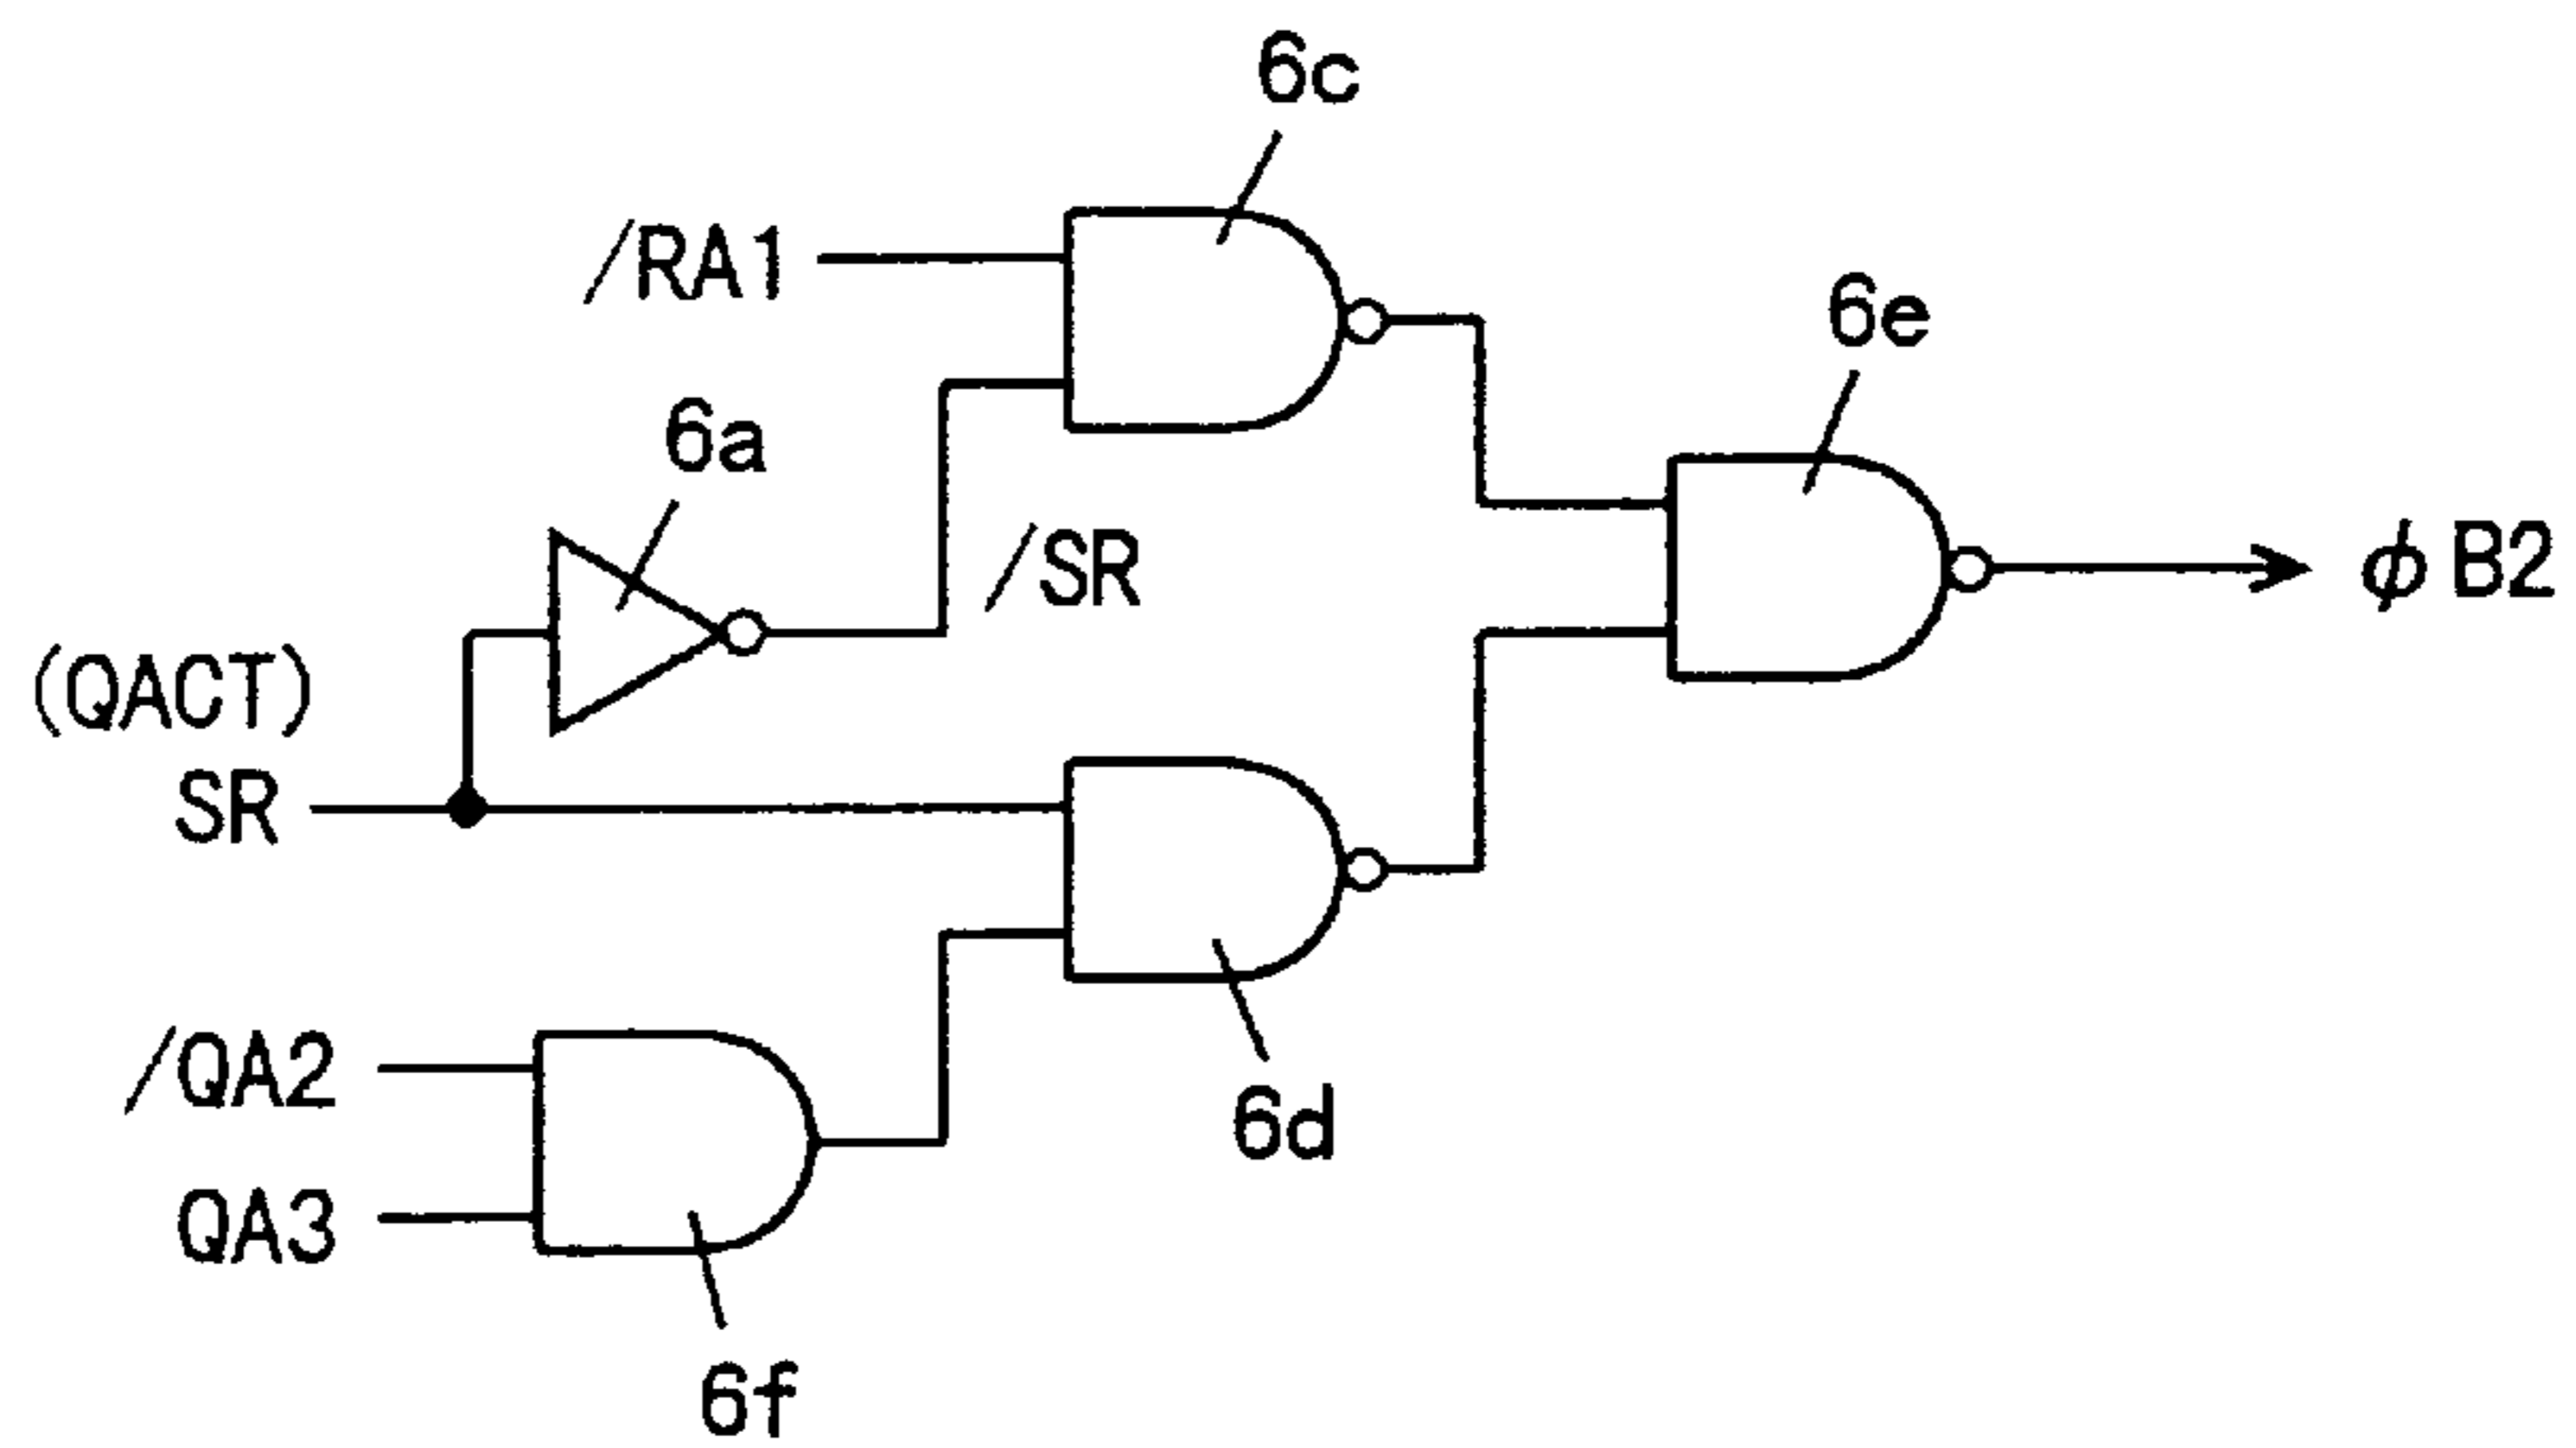 6c
/RA1
6e
6a
/SR
φB2
(QACT)
SR
/QA2
6d
QA3
6f